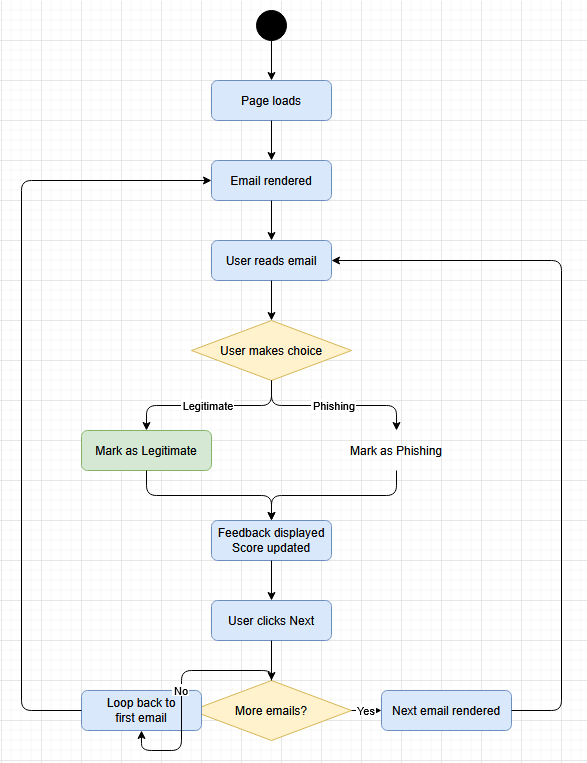 Page loads
Email rendered
User reads email
User makes choice
Legitimate
Phishing
Mark as Legitimate
Mark as Phishing
Feedback displayed
Score updated
User clicks Next
No
Loop back to
first email
More emails?
Yes
Next email rendered